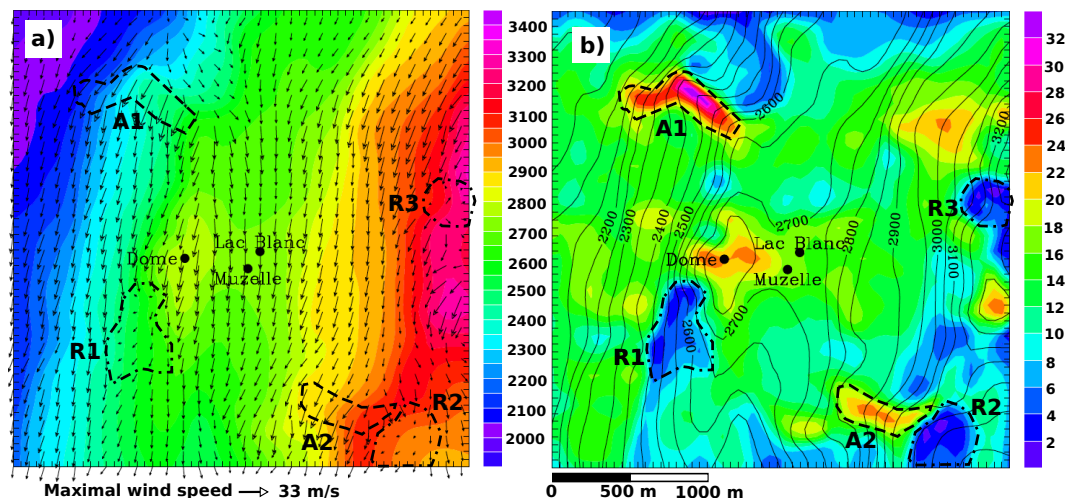 a)
A1
R3
Lac Blanc
Dome
Muzelle
R1
R2
A2
Maximal wind speed → 33 m/s
3400
3300
3200
3100
3000
2900
2800
2700
2600
2500
2400
2300
2200
2100
2000
b)
2600
A1
3200
R3
2200
2300
2400
2500
2700
2800
2900
3000
3100
Lac Blanc
Dome
Muzelle
2700
2600
R1
R2
A2
0 500 m 1000 m
32
30
28
26
24
22
20
18
16
14
12
10
8
6
4
2